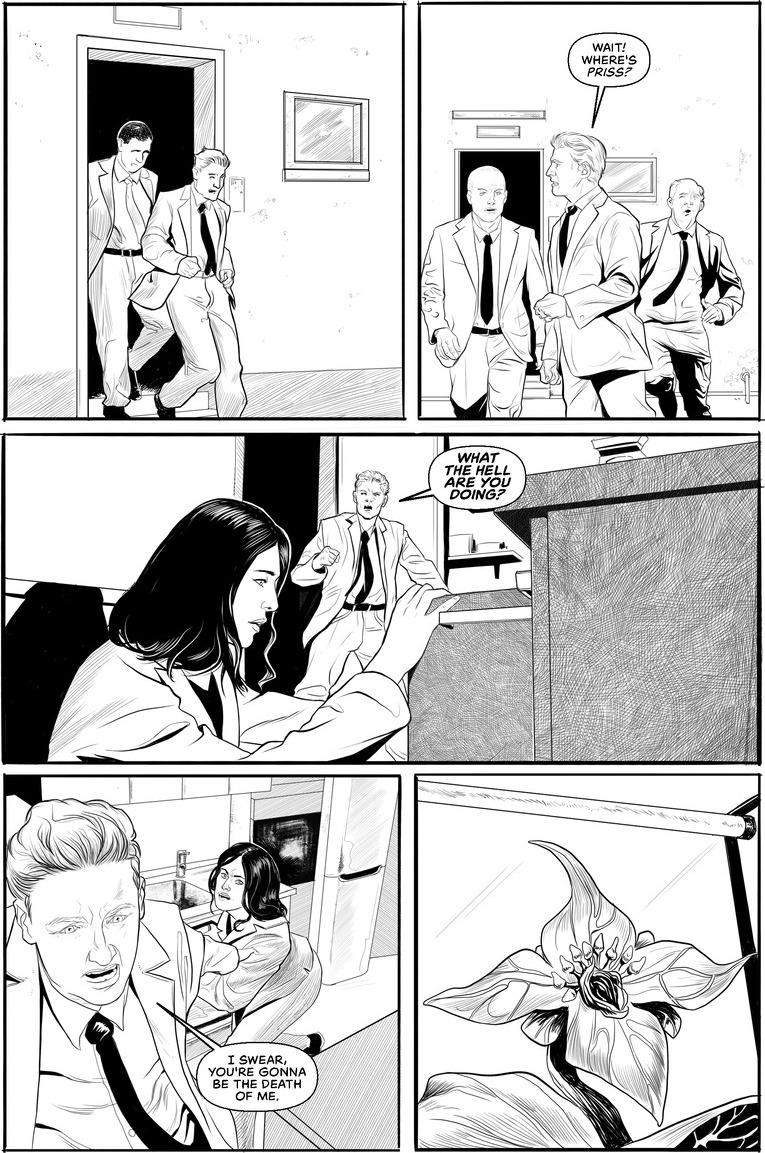 WAIT!
WHERE'S
PRISS?
WHAT
THE HELL
ARE YOU
DOING?
I SWEAR,
YOU'RE GONNA
BE THE DEATH
OF ME.